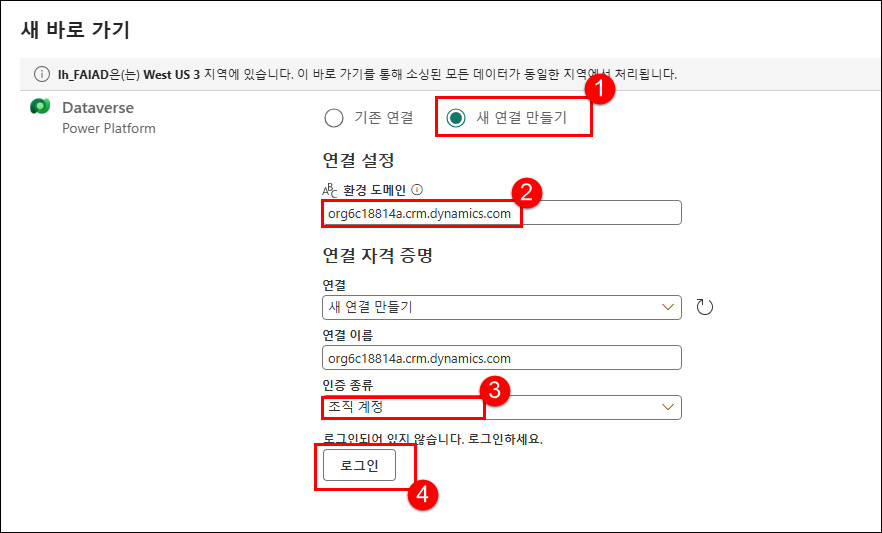 새 바로 가기
lh_FAIAD은(는) West US 3 지역에 있습니다. 이 바로 가기를 통해 소싱된 모든 데이터가 동일한 지역에서 처리됩니다.
1
Dataverse
Power Platform
기존 연결
새 연결 만들기
연결 설정
ABC 환경 도메인
2
org6c18814a.crm.dynamics.com
연결 자격 증명
연결
새 연결 만들기
연결 이름
org6c18814a.crm.dynamics.com
인증 종류
3
조직 계정
로그인되어 있지 않습니다. 로그인하세요.
로그인
4